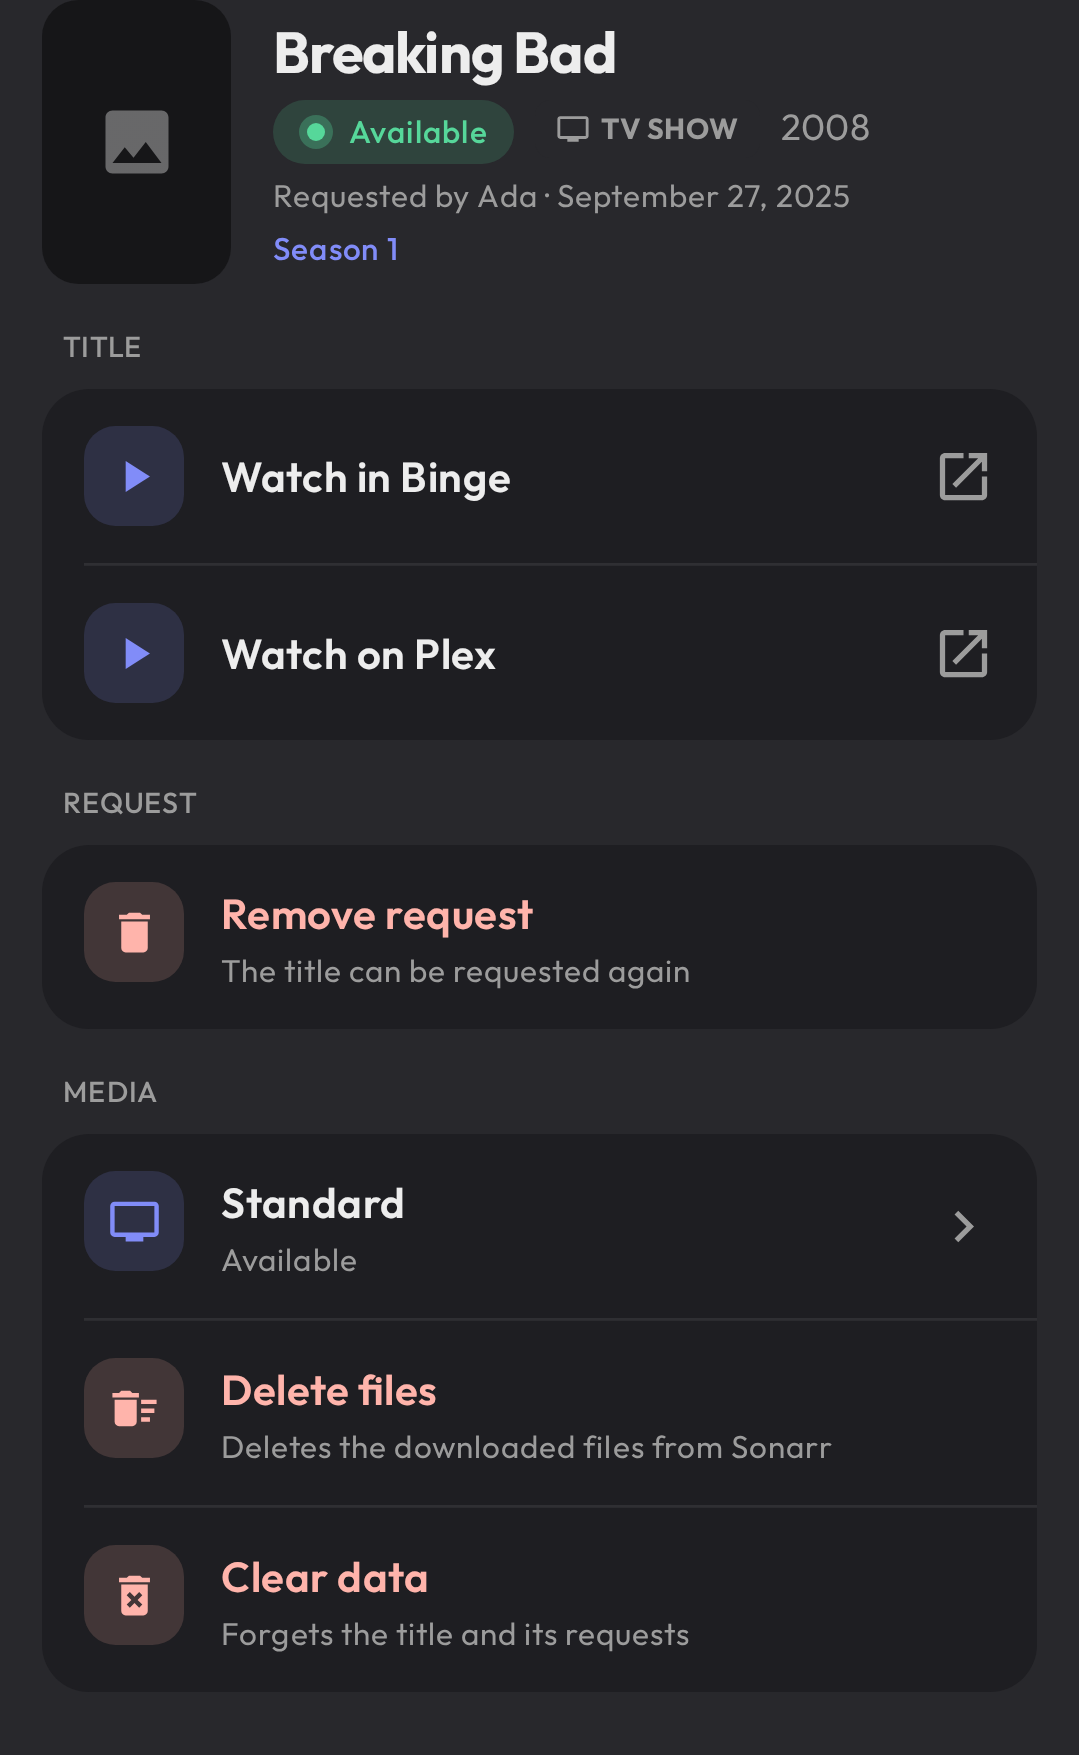 Breaking Bad
Available TV SHOW 2008
Requested by Ada · September 27, 2025
Season 1
TITLE
Watch in Binge
Watch on Plex
REQUEST
Remove request
The title can be requested again
MEDIA
Standard
Available
Delete files
Deletes the downloaded files from Sonarr
Clear data
Forgets the title and its requests